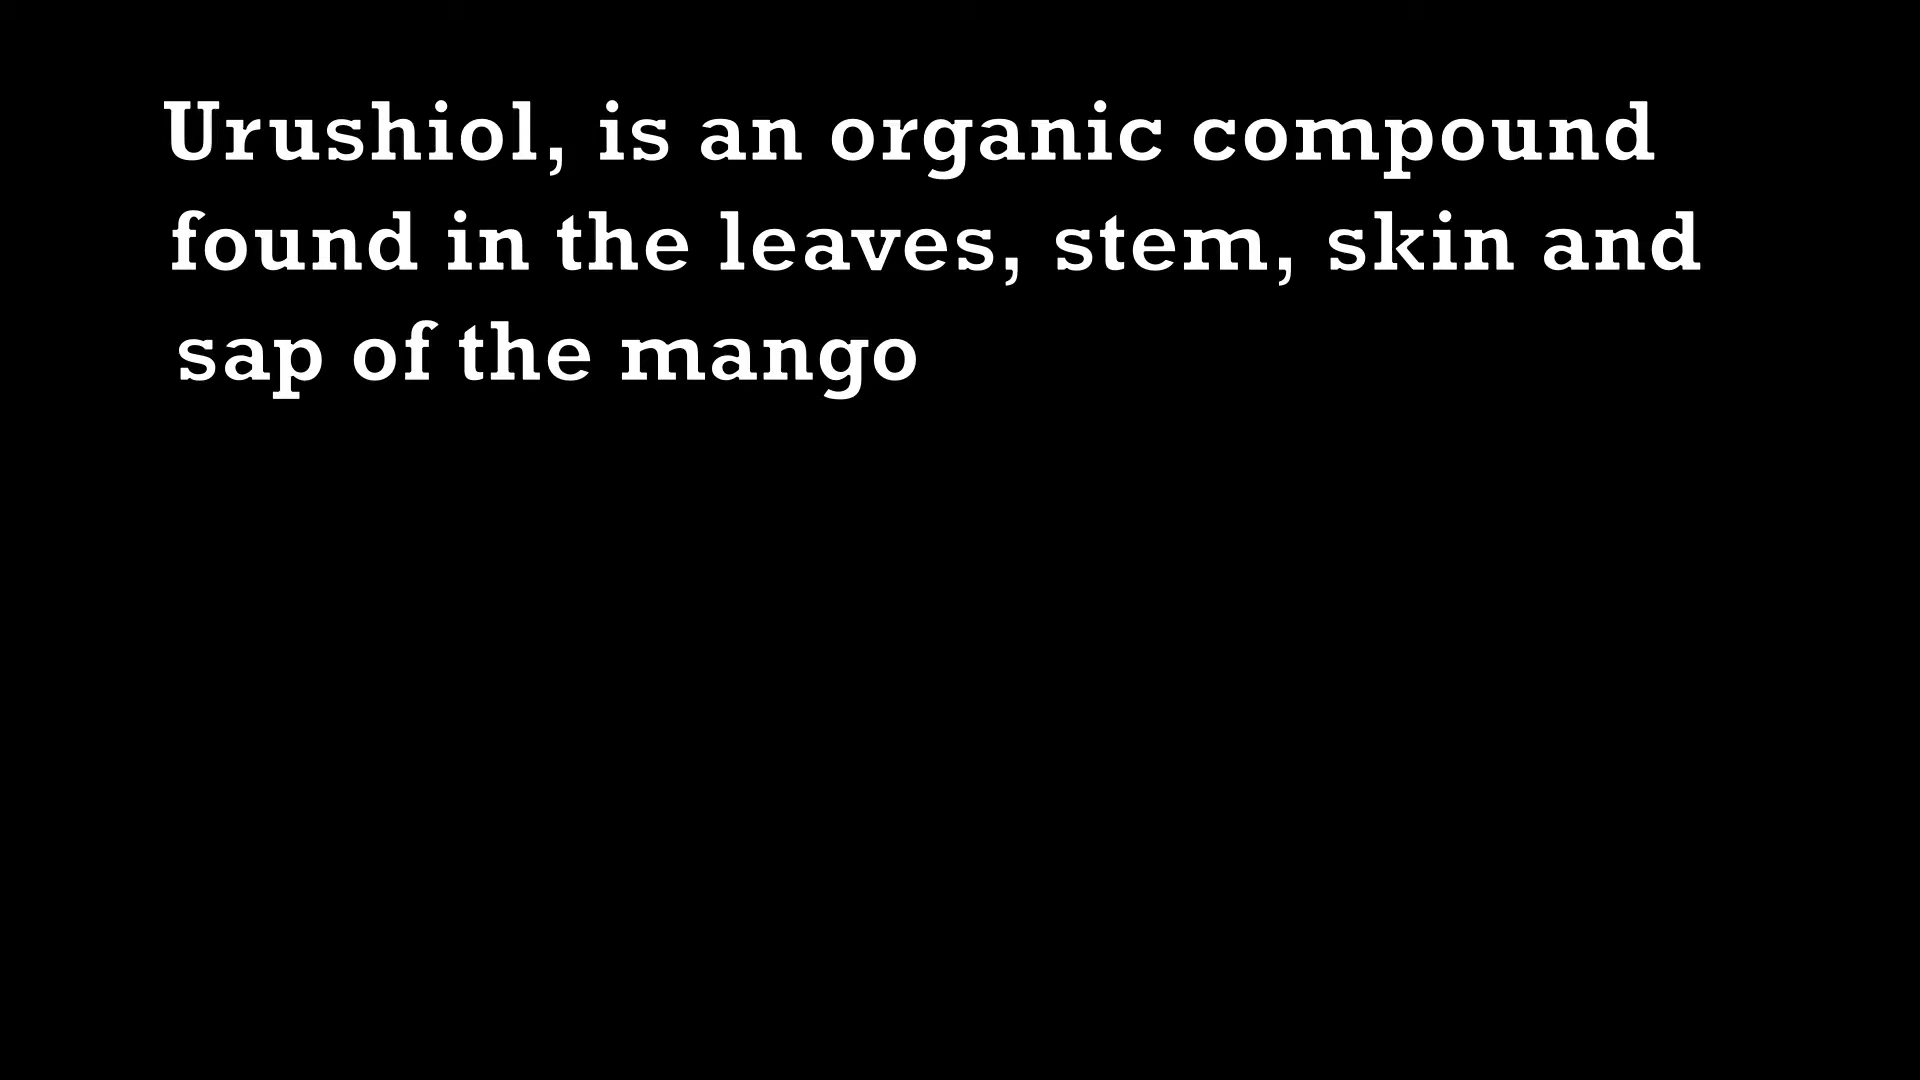 Urushiol, is an organic compound
found in the leaves, stem, skin and
sap of the mango